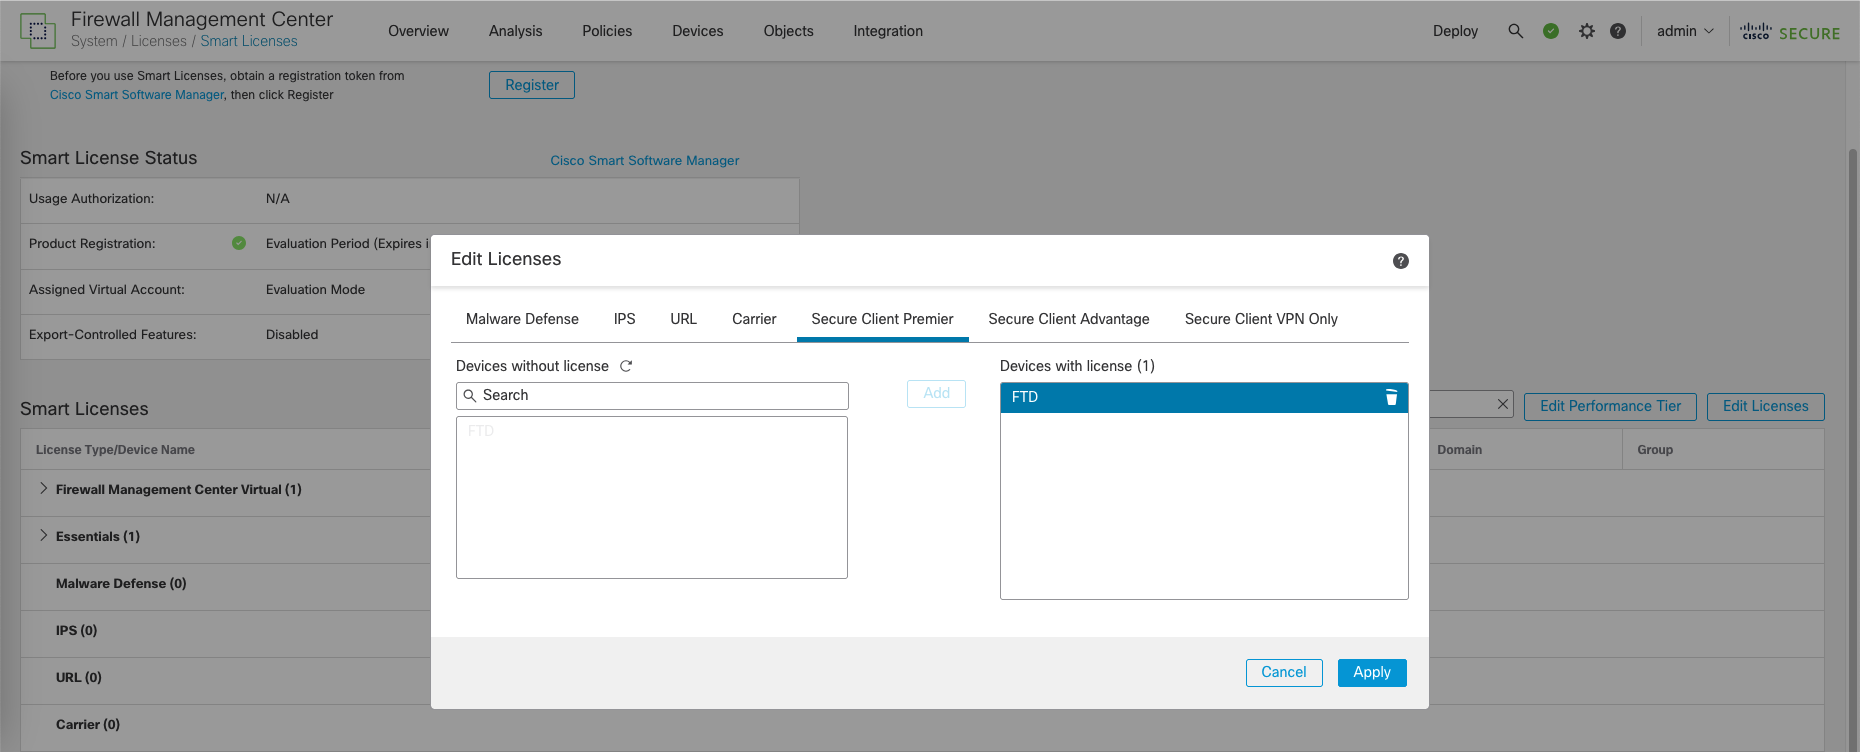 Firewall Management Center
System / Licenses / Smart Licenses
Overview
Analysis
Policies
Devices
Objects
Integration
Deploy
admin
cisco SECURE
Before you use Smart Licenses, obtain a registration token from
Cisco Smart Software Manager, then click Register
Register
Smart License Status
Cisco Smart Software Manager
Usage Authorization:
N/A
Product Registration:
Evaluation Period (Expires i
Assigned Virtual Account:
Evaluation Mode
Export-Controlled Features:
Disabled
Edit Licenses
?
Malware Defense
IPS
URL
Carrier
Secure Client Premier
Secure Client Advantage
Secure Client VPN Only
Devices without license
Search
FTD
Add
Devices with license (1)
FTD
Cancel
Apply
Smart Licenses
Edit Performance Tier
Edit Licenses
License Type/Device Name
Domain
Group
Firewall Management Center Virtual (1)
Essentials (1)
Malware Defense (0)
IPS (0)
URL (0)
Carrier (0)